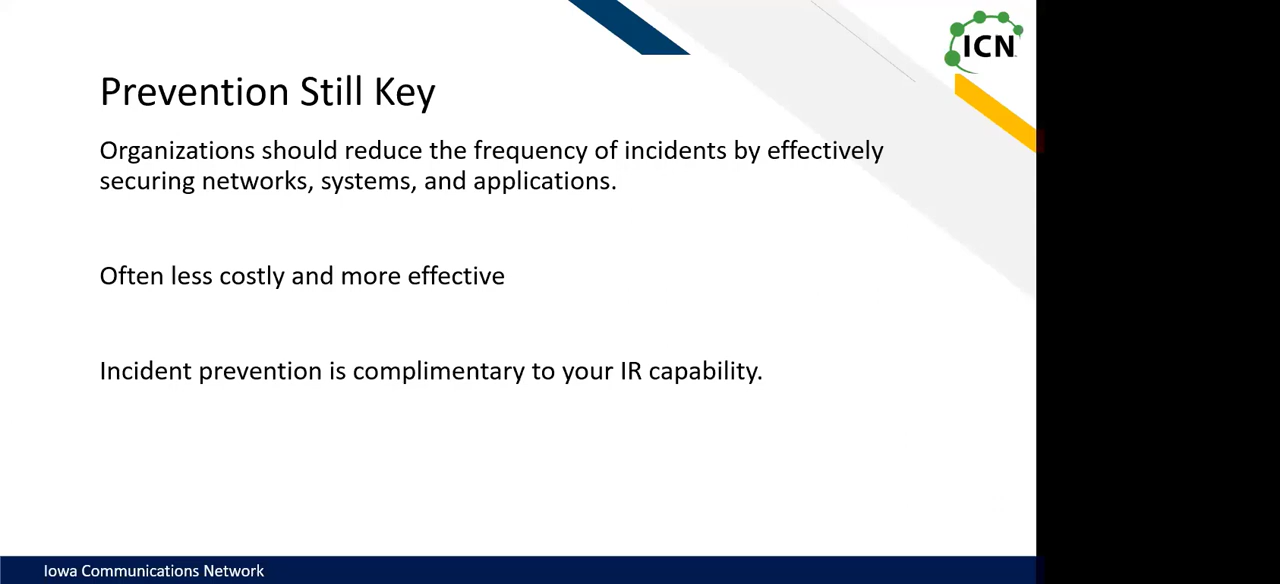 ICN
Prevention Still Key
Organizations should reduce the frequency of incidents by effectively
securing networks, systems, and applications.
Often less costly and more effective
Incident prevention is complimentary to your IR capability.
Iowa Communications Network